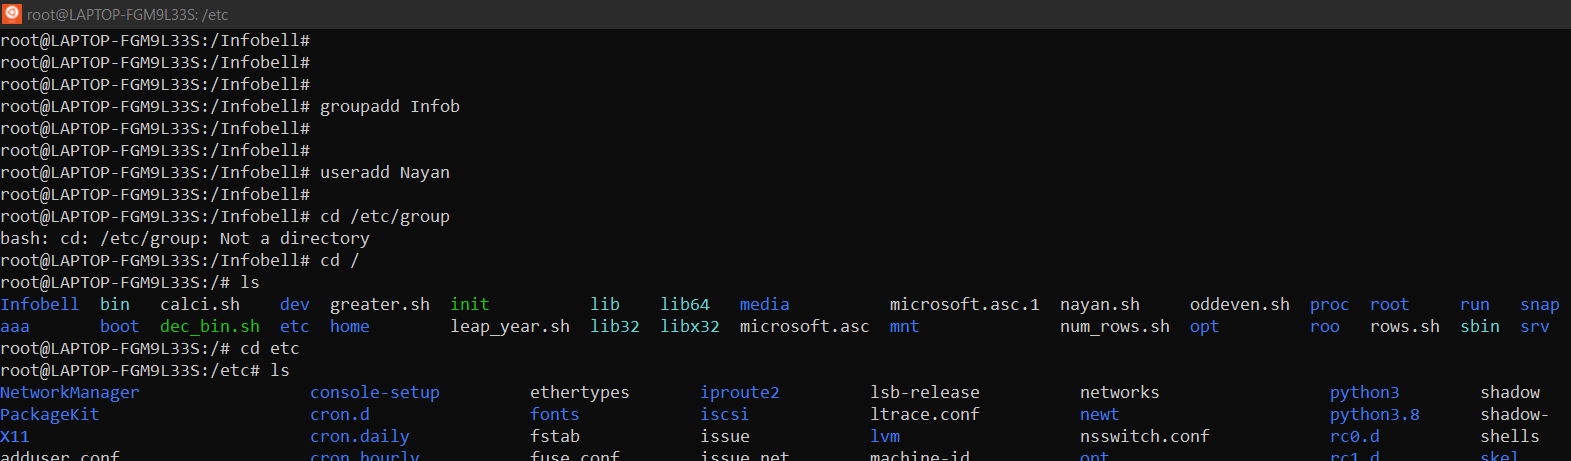 root@LAPTOP-FGM9L33S: /etc
root@LAPTOP-FGM9L33S:/Infobell#
root@LAPTOP-FGM9L33S:/Infobell#
root@LAPTOP-FGM9L33S:/Infobell#
root@LAPTOP-FGM9L33S:/Infobell# groupadd Infob
root@LAPTOP-FGM9L33S:/Infobell#
root@LAPTOP-FGM9L33S:/Infobell#
root@LAPTOP-FGM9L33S:/Infobell# useradd Nayan
root@LAPTOP-FGM9L33S:/Infobell#
root@LAPTOP-FGM9L33S:/Infobell# cd /etc/group
bash: cd: /etc/group: Not a directory
root@LAPTOP-FGM9L33S:/Infobell# cd /
root@LAPTOP-FGM9L33S:/# ls
Infobell bin calci.sh dev greater.sh init lib lib64 media microsoft.asc.1 nayan.sh oddeven.sh proc root run snap
aaa boot dec_bin.sh etc home leap_year.sh lib32 libx32 microsoft.asc mnt num_rows.sh opt roo rows.sh sbin srv
root@LAPTOP-FGM9L33S:/# cd etc
root@LAPTOP-FGM9L33S:/etc# ls
NetworkManager console-setup ethertypes iproute2 lsb-release networks python3 shadow
PackageKit cron.d fonts iscsi ltrace.conf newt python3.8 shadow-
X11 cron.daily fstab issue lvm nsswitch.conf rc0.d shells
adduser.conf cron.hourly fuse.conf issue.net machine-id opt rc1.d skel